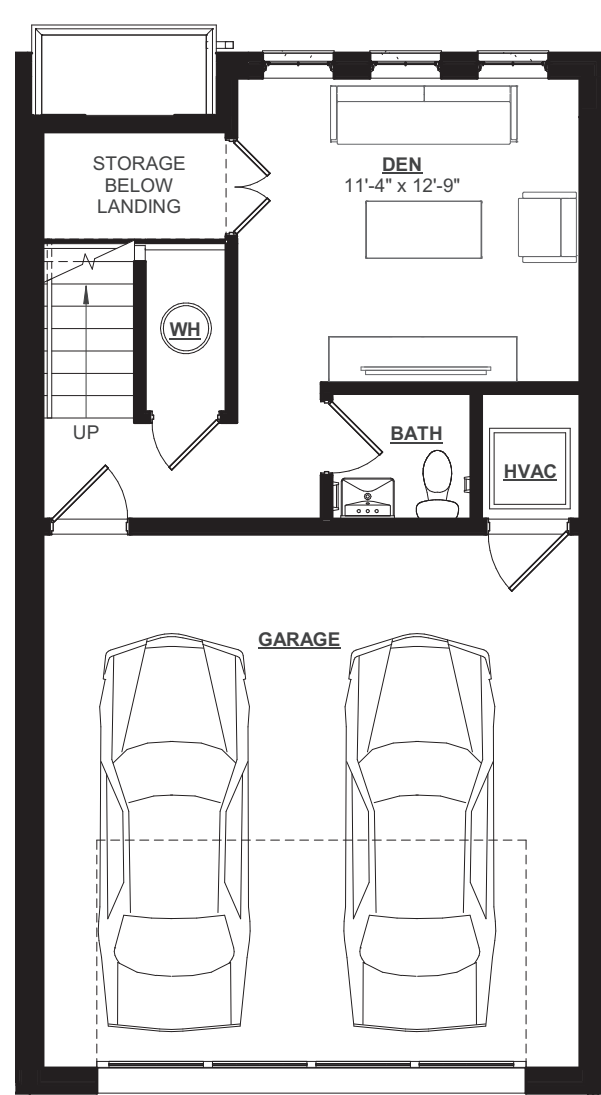 STORAGE
BELOW
LANDING
DEN
11'-4" x 12'-9"
WH
UP
BATH
HVAC
GARAGE